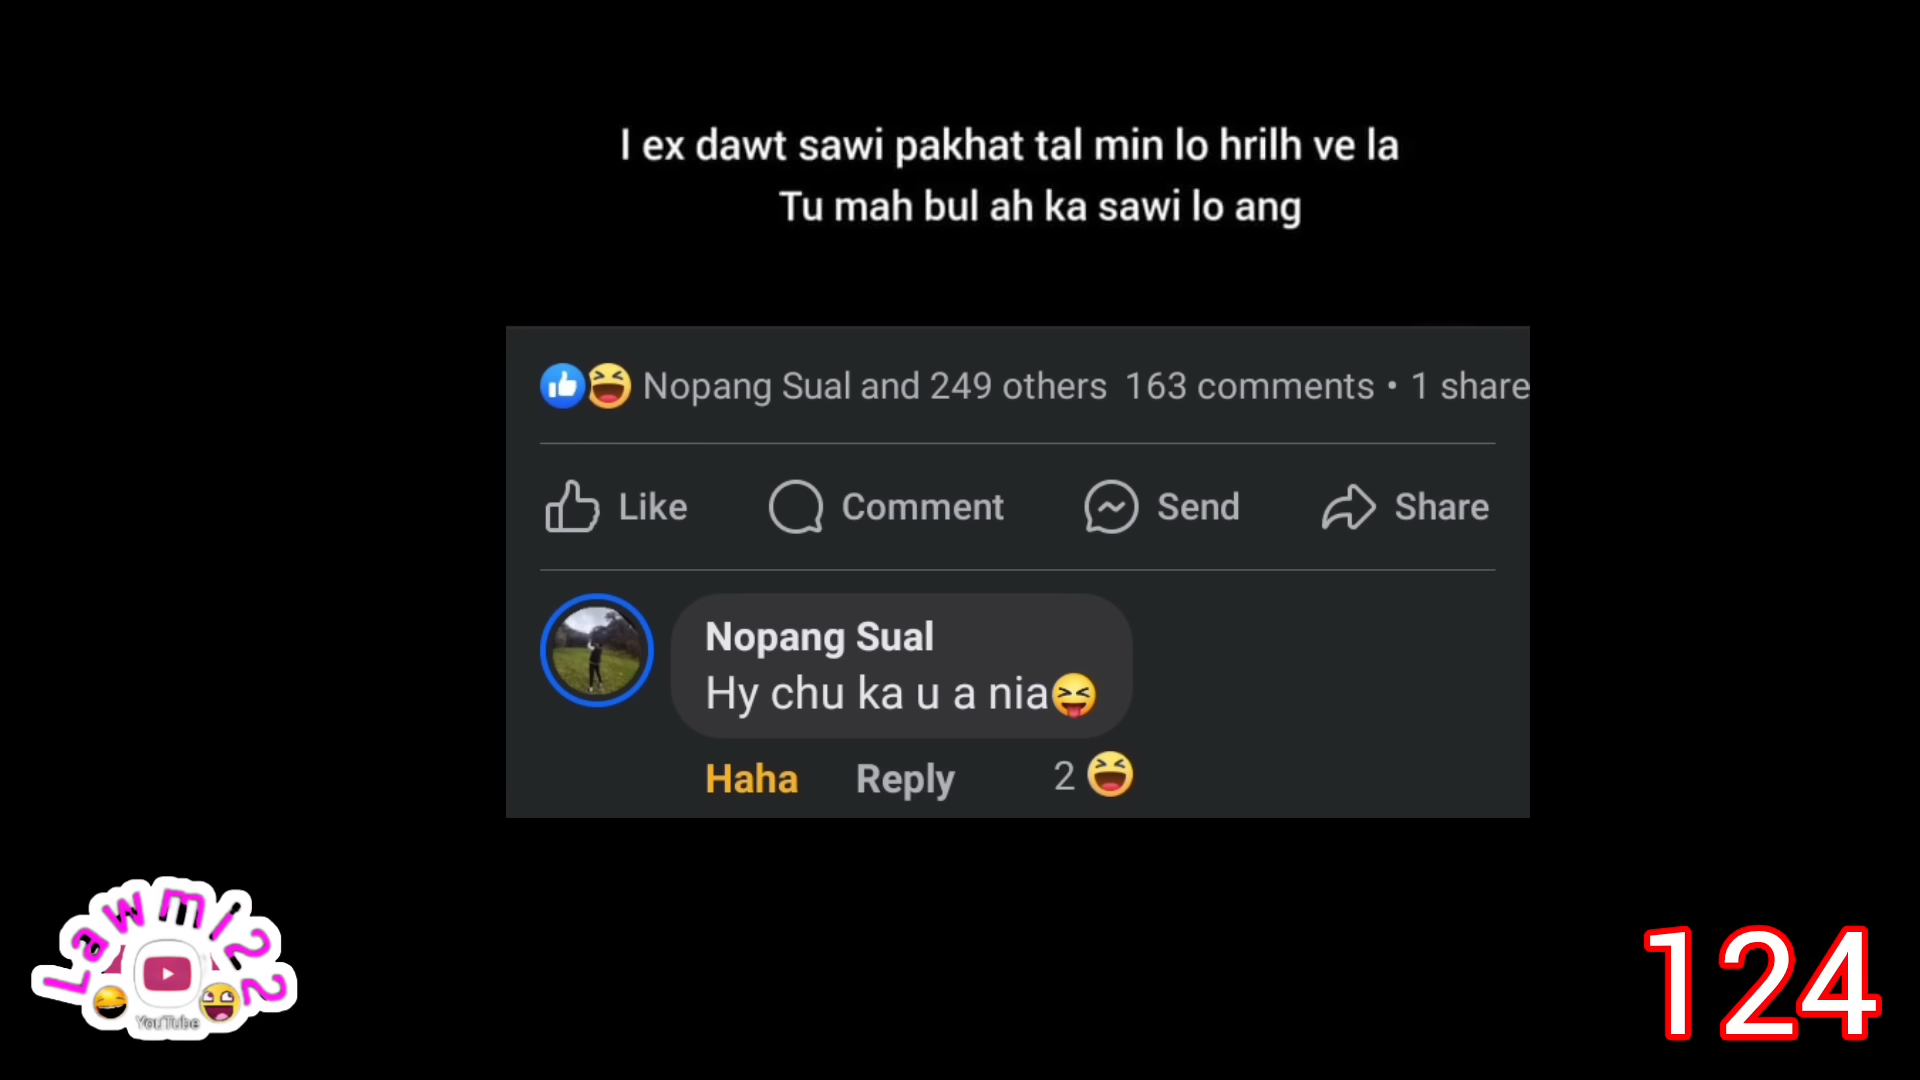 I ex dawt sawi pakhat tal min lo hrilh ve la
Tu mah bul ah ka sawi lo ang
Nopang Sual and 249 others 163 comments • 1 share
Like Comment Send Share
Nopang Sual
Hy chu ka u a nia😝
Haha Reply 2
Lawmi22
YouTube
124